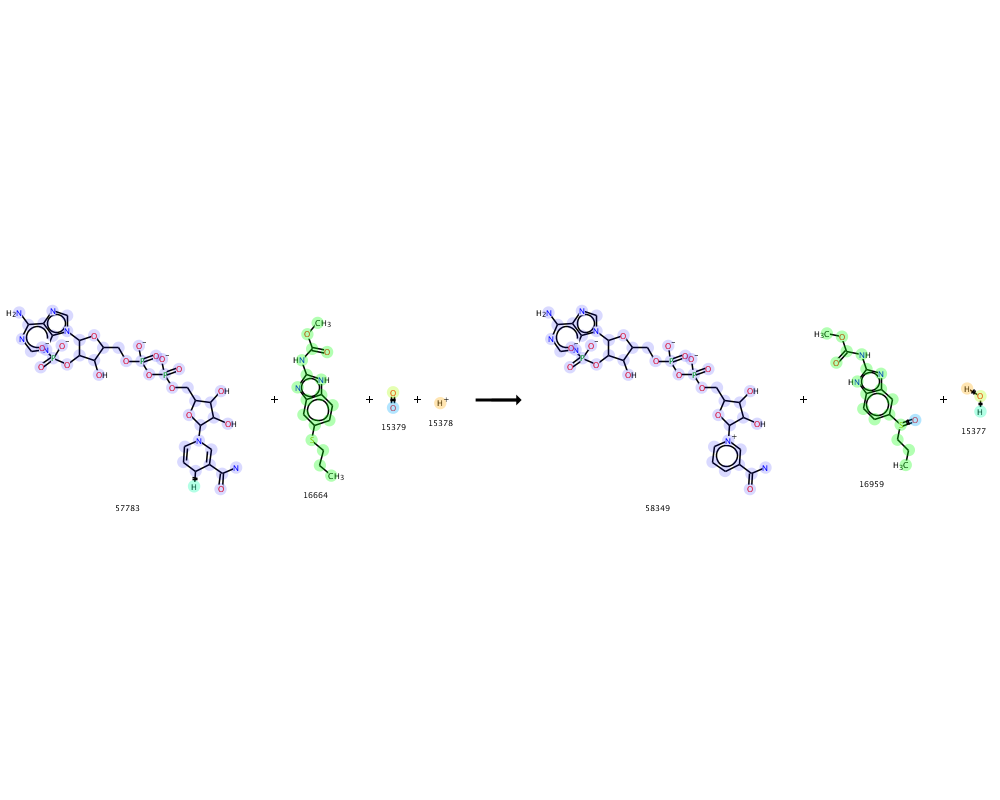 H₂N N N N N O O⁻ O⁻ P O O OH O O⁻ P O O⁻ O P O O OH OH O N H N O
57783
+
CH₃ O O HN N NH S CH₃
16664
+
O O
15379
+
H⁺
15378
H₂N N N N N O O⁻ O⁻ P O O OH O O⁻ P O O⁻ O P O O OH OH O N⁺ N O
58349
+
H₃C O O NH N HN S O H₃C
16959
+
H O H
15377